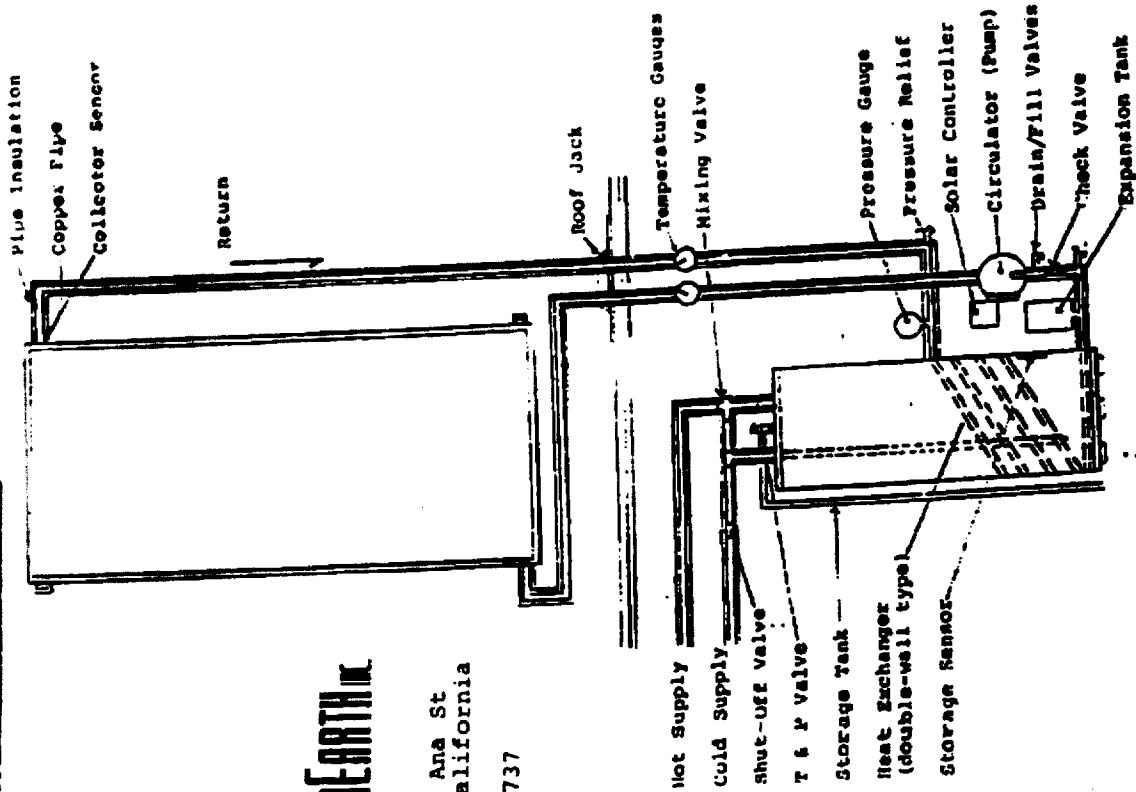 Pipe Insulation
Copper Pipe
Collector Sensor
Return
Roof Jack
Temperature Gauges
Mixing Valve
Pressure Gauge
Pressure Relief
Solar Controller
Circulator (Pump)
Drain/Fill Valves
Check Valve
Expansion Tank
EARTH INC
Ana St
alifornia
737
Hot Supply
Cold Supply
Shut-Off Valve
T & P Valve
Storage Tank
Heat Exchanger
(double-wall type)
Storage Sensor